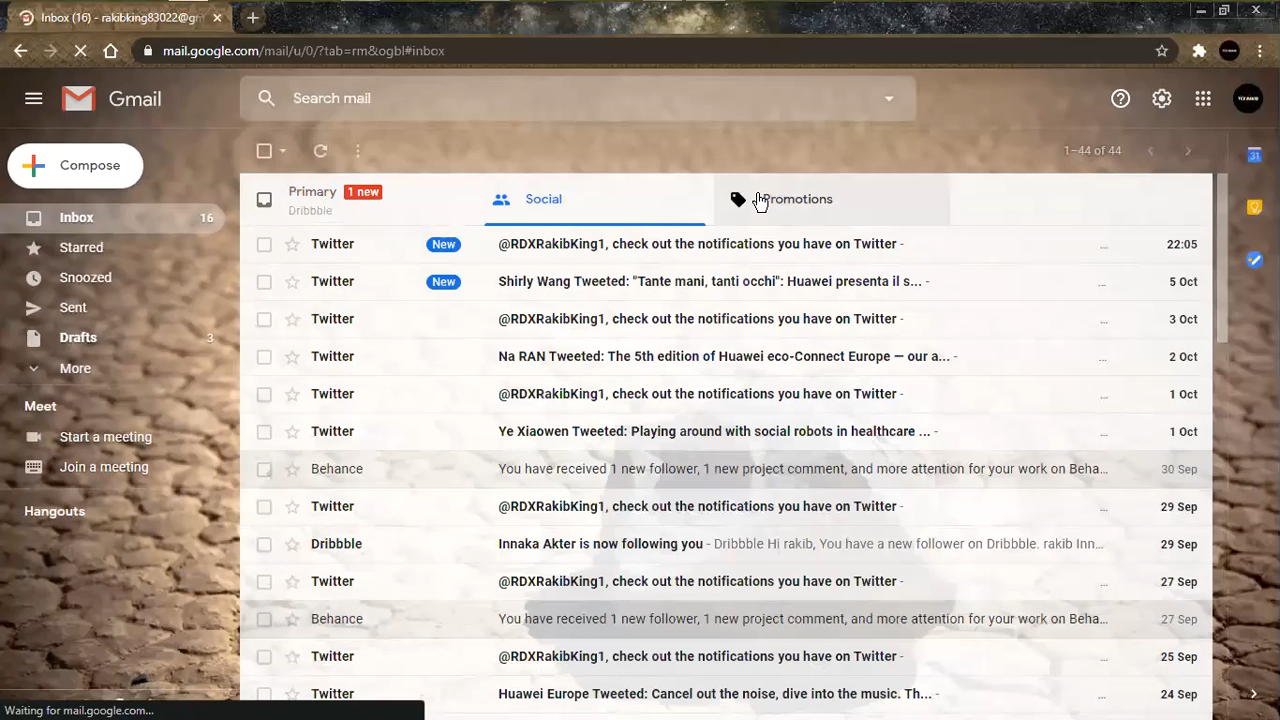 Inbox (16) - rakibking83022@gm
mail.google.com/mail/u/0/?tab=rm&ogbl#inbox
Gmail
Search mail
Compose
1–44 of 44
Inbox 16
Starred
Snoozed
Sent
Drafts 3
More
Meet
Start a meeting
Join a meeting
Hangouts
Primary 1 new
Dribbble
Social
Promotions
Twitter New @RDXRakibKing1, check out the notifications you have on Twitter - ... 22:05
Twitter New Shirly Wang Tweeted: "Tante mani, tanti occhi": Huawei presenta il s... - ... 5 Oct
Twitter @RDXRakibKing1, check out the notifications you have on Twitter - ... 3 Oct
Twitter Na RAN Tweeted: The 5th edition of Huawei eco-Connect Europe — our a... - ... 2 Oct
Twitter @RDXRakibKing1, check out the notifications you have on Twitter - ... 1 Oct
Twitter Ye Xiaowen Tweeted: Playing around with social robots in healthcare ... - ... 1 Oct
Behance You have received 1 new follower, 1 new project comment, and more attention for your work on Beha... 30 Sep
Twitter @RDXRakibKing1, check out the notifications you have on Twitter - ... 29 Sep
Dribbble Innaka Akter is now following you - Dribbble Hi rakib, You have a new follower on Dribbble. rakib Inn... 29 Sep
Twitter @RDXRakibKing1, check out the notifications you have on Twitter - ... 27 Sep
Behance You have received 1 new follower, 1 new project comment, and more attention for your work on Beha... 27 Sep
Twitter @RDXRakibKing1, check out the notifications you have on Twitter - ... 25 Sep
Twitter Huawei Europe Tweeted: Cancel out the noise, dive into the music. Th... - ... 24 Sep
31
Waiting for mail.google.com...